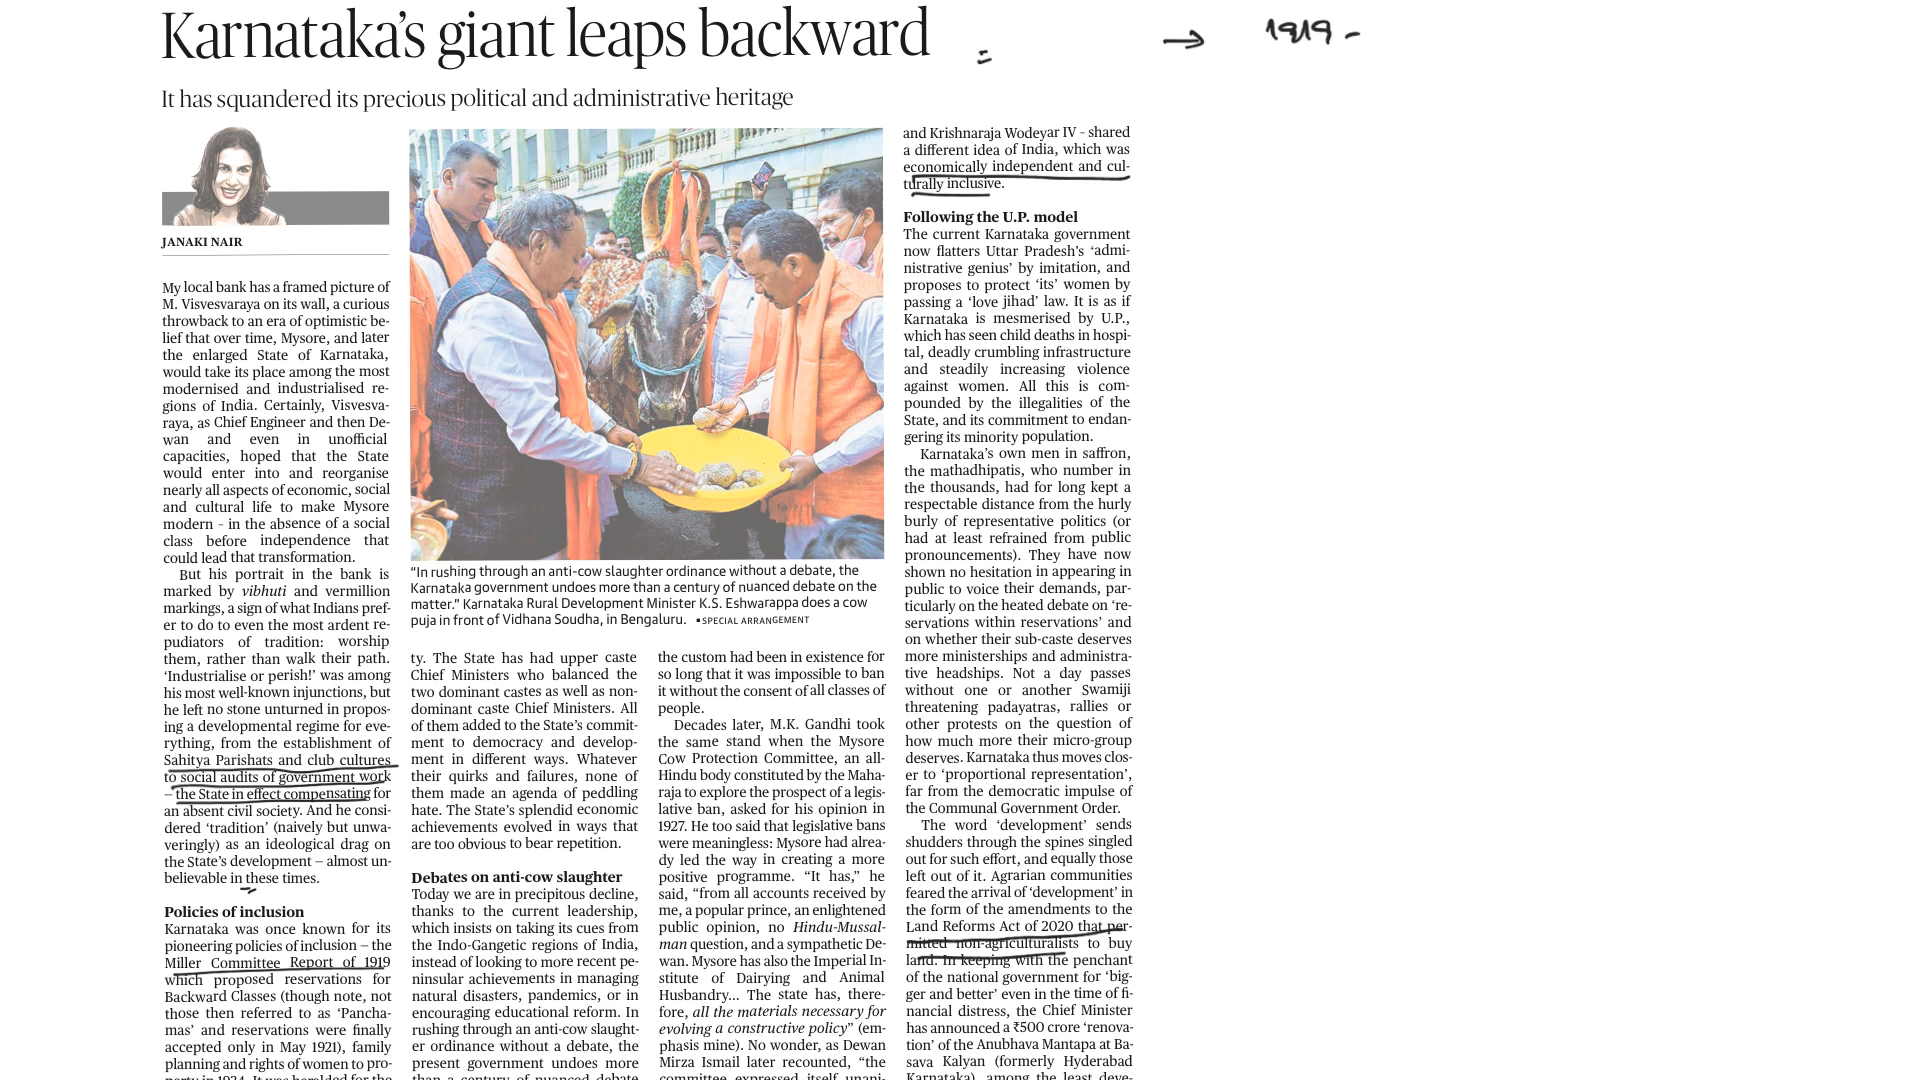 Karnataka's giant leaps backward
→ 1919 -
It has squandered its precious political and administrative heritage
JANAKI NAIR
My local bank has a framed picture of
M. Visvesvaraya on its wall, a curious
throwback to an era of optimistic be-
lief that over time, Mysore, and later
the enlarged State of Karnataka,
would take its place among the most
modernised and industrialised re-
gions of India. Certainly, Visvesva-
raya, as Chief Engineer and then De-
wan and even in unofficial
capacities, hoped that the State
would enter into and reorganise
nearly all aspects of economic, social
and cultural life to make Mysore
modern - in the absence of a social
class before independence that
could lead that transformation.
But his portrait in the bank is
marked by vibhuti and vermillion
markings, a sign of what Indians pref-
er to do to even the most ardent re-
pudiators of tradition: worship
them, rather than walk their path.
'Industrialise or perish!' was among
his most well-known injunctions, but
he left no stone unturned in propos-
ing a developmental regime for eve-
rything, from the establishment of
Sahitya Parishats and club cultures
to social audits of government work
– the State in effect compensating for
an absent civil society. And he consi-
dered 'tradition' (naively but unwa-
veringly) as an ideological drag on
the State's development – almost un-
believable in these times.
Policies of inclusion
Karnataka was once known for its
pioneering policies of inclusion – the
Miller Committee Report of 1919
which proposed reservations for
Backward Classes (though note, not
those then referred to as 'Pancha-
mas' and reservations were finally
accepted only in May 1921), family
planning and rights of women to pro-
perty in 1934. It was heralded for the
"In rushing through an anti-cow slaughter ordinance without a debate, the
Karnataka government undoes more than a century of nuanced debate on the
matter." Karnataka Rural Development Minister K.S. Eshwarappa does a cow
puja in front of Vidhana Soudha, in Bengaluru. ▪ SPECIAL ARRANGEMENT
ty. The State has had upper caste
Chief Ministers who balanced the
two dominant castes as well as non-
dominant caste Chief Ministers. All
of them added to the State's commit-
ment to democracy and develop-
ment in different ways. Whatever
their quirks and failures, none of
them made an agenda of peddling
hate. The State's splendid economic
achievements evolved in ways that
are too obvious to bear repetition.
Debates on anti-cow slaughter
Today we are in precipitous decline,
thanks to the current leadership,
which insists on taking its cues from
the Indo-Gangetic regions of India,
instead of looking to more recent pe-
ninsular achievements in managing
natural disasters, pandemics, or in
encouraging educational reform. In
rushing through an anti-cow slaught-
er ordinance without a debate, the
present government undoes more
than a century of nuanced debate
the custom had been in existence for
so long that it was impossible to ban
it without the consent of all classes of
people.
Decades later, M.K. Gandhi took
the same stand when the Mysore
Cow Protection Committee, an all-
Hindu body constituted by the Maha-
raja to explore the prospect of a legis-
lative ban, asked for his opinion in
1927. He too said that legislative bans
were meaningless: Mysore had alrea-
dy led the way in creating a more
positive programme. "It has," he
said, "from all accounts received by
me, a popular prince, an enlightened
public opinion, no Hindu-Mussal-
man question, and a sympathetic De-
wan. Mysore has also the Imperial In-
stitute of Dairying and Animal
Husbandry... The state has, there-
fore, all the materials necessary for
evolving a constructive policy" (em-
phasis mine). No wonder, as Dewan
Mirza Ismail later recounted, "the
committee expressed itself unani-
and Krishnaraja Wodeyar IV - shared
a different idea of India, which was
economically independent and cul-
turally inclusive.
Following the U.P. model
The current Karnataka government
now flatters Uttar Pradesh's 'admi-
nistrative genius' by imitation, and
proposes to protect 'its' women by
passing a 'love jihad' law. It is as if
Karnataka is mesmerised by U.P.,
which has seen child deaths in hospi-
tal, deadly crumbling infrastructure
and steadily increasing violence
against women. All this is com-
pounded by the illegalities of the
State, and its commitment to endan-
gering its minority population.
Karnataka's own men in saffron,
the mathadhipatis, who number in
the thousands, had for long kept a
respectable distance from the hurly
burly of representative politics (or
had at least refrained from public
pronouncements). They have now
shown no hesitation in appearing in
public to voice their demands, par-
ticularly on the heated debate on 're-
servations within reservations' and
on whether their sub-caste deserves
more ministerships and administra-
tive headships. Not a day passes
without one or another Swamiji
threatening padayatras, rallies or
other protests on the question of
how much more their micro-group
deserves. Karnataka thus moves clos-
er to 'proportional representation',
far from the democratic impulse of
the Communal Government Order.
The word 'development' sends
shudders through the spines singled
out for such effort, and equally those
left out of it. Agrarian communities
feared the arrival of 'development' in
the form of the amendments to the
Land Reforms Act of 2020 that per-
mitted non-agriculturalists to buy
land. In keeping with the penchant
of the national government for 'big-
ger and better' even in the time of fi-
nancial distress, the Chief Minister
has announced a ₹500 crore 'renova-
tion' of the Anubhava Mantapa at Ba-
sava Kalyan (formerly Hyderabad
Karnataka), among the least deve-